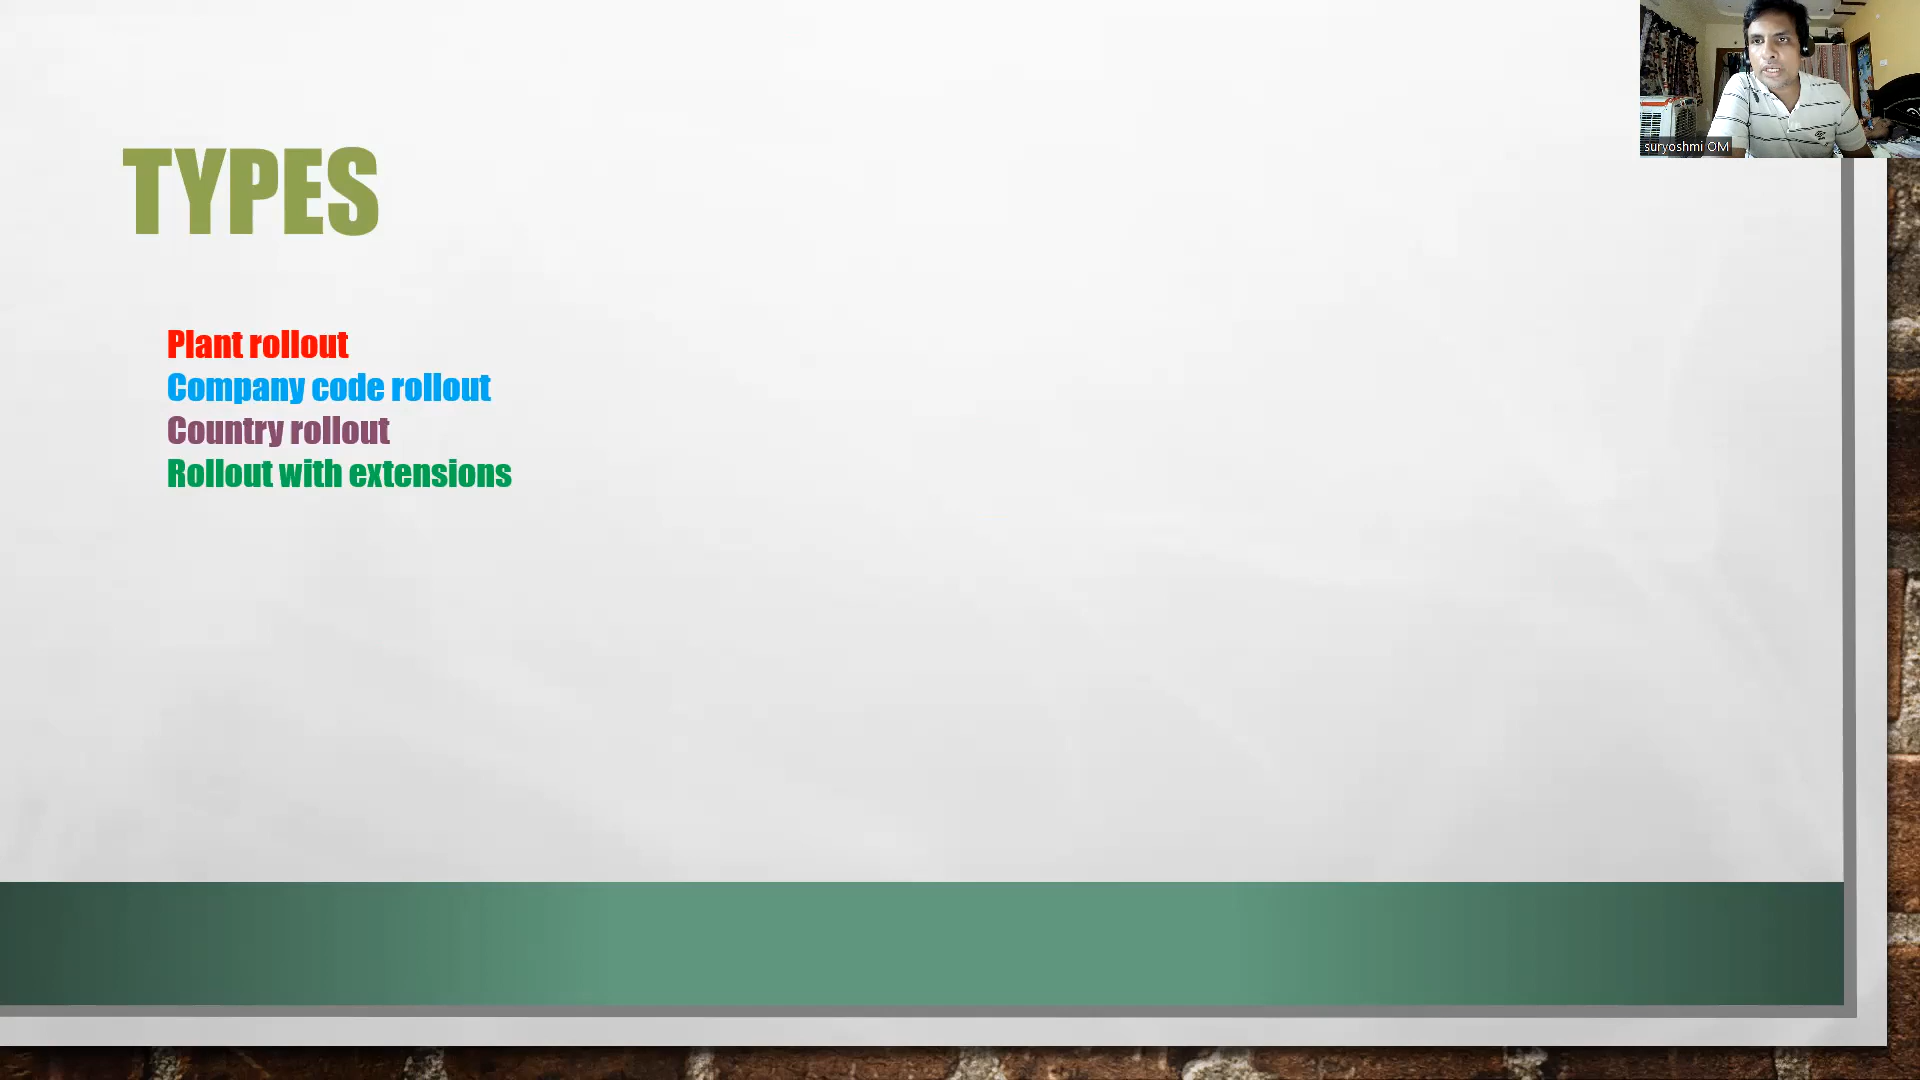 suryoshmi OM
TYPES
Plant rollout
Company code rollout
Country rollout
Rollout with extensions